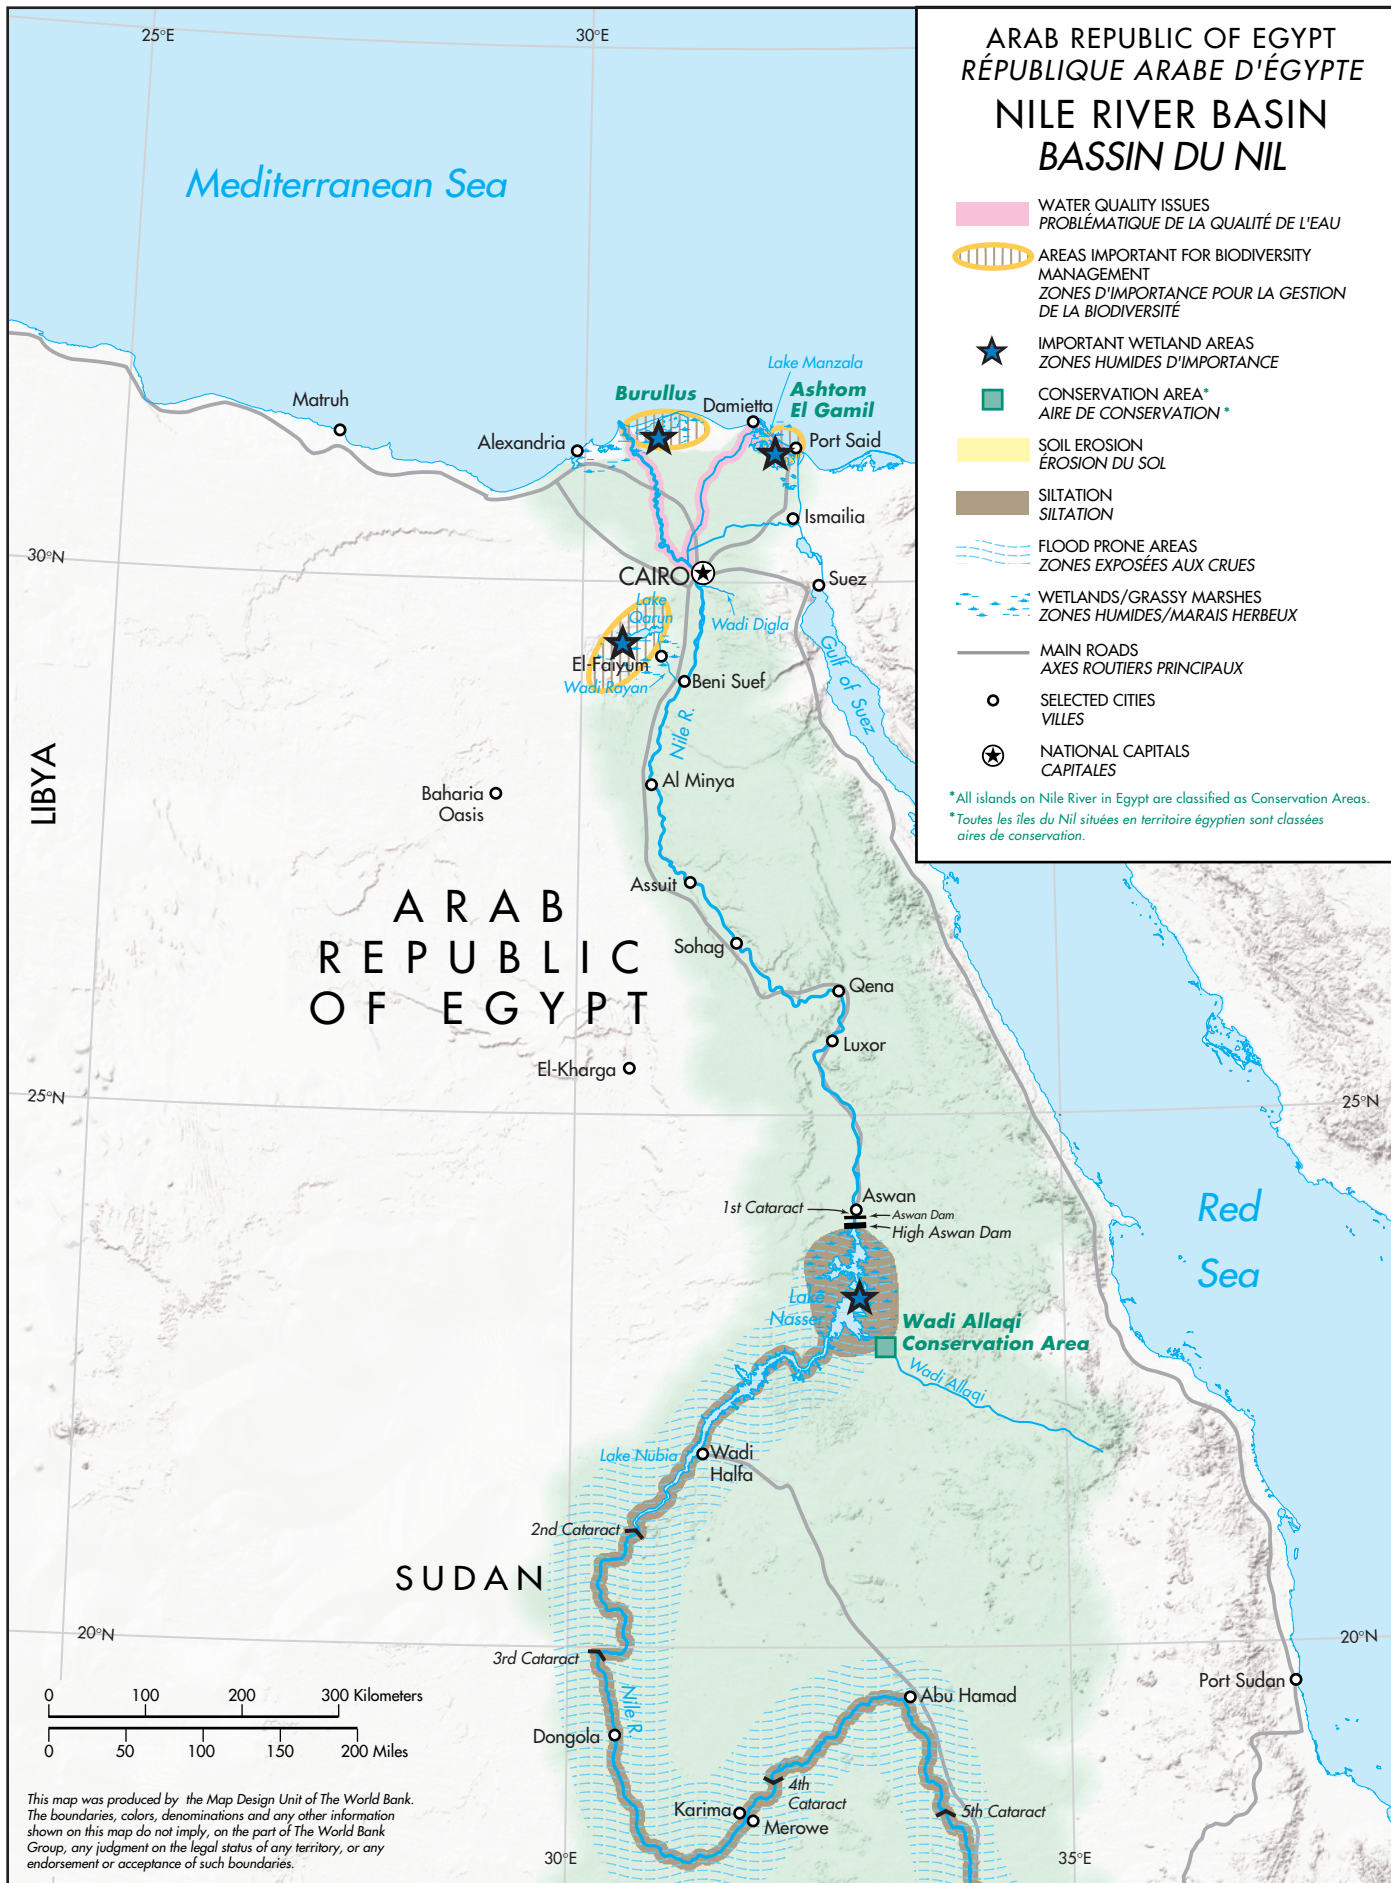 25°E
30°E
ARAB REPUBLIC OF EGYPT
RÉPUBLIQUE ARABE D'ÉGYPTE
NILE RIVER BASIN
BASSIN DU NIL
WATER QUALITY ISSUES
PROBLÉMATIQUE DE LA QUALITÉ DE L'EAU
AREAS IMPORTANT FOR BIODIVERSITY
MANAGEMENT
ZONES D'IMPORTANCE POUR LA GESTION
DE LA BIODIVERSITÉ
IMPORTANT WETLAND AREAS
ZONES HUMIDES D'IMPORTANCE
CONSERVATION AREA*
AIRE DE CONSERVATION *
SOIL EROSION
ÉROSION DU SOL
SILTATION
SILTATION
FLOOD PRONE AREAS
ZONES EXPOSÉES AUX CRUES
WETLANDS/GRASSY MARSHES
ZONES HUMIDES/MARAIS HERBEUX
MAIN ROADS
AXES ROUTIERS PRINCIPAUX
SELECTED CITIES
VILLES
NATIONAL CAPITALS
CAPITALES
*All islands on Nile River in Egypt are classified as Conservation Areas.
*Toutes les îles du Nil situées en territoire égyptien sont classées
aires de conservation.
Mediterranean Sea
Lake Manzala
Burullus
Ashtom
El Gamil
Matruh
Damietta
Alexandria
Port Said
Ismailia
30°N
CAIRO
Suez
Lake
Qarun
Wadi Digla
El-Faiyum
Wadi Rayan
Beni Suef
Gulf of Suez
Nile R.
LIBYA
Al Minya
Baharia
Oasis
Assuit
ARAB
REPUBLIC
OF EGYPT
Sohag
Qena
Luxor
El-Kharga
25°N
25°N
Aswan
1st Cataract
Aswan Dam
High Aswan Dam
Red
Sea
Lake
Nasser
Wadi Allaqi
Conservation Area
Wadi Allaqi
Lake Nubia
Wadi
Halfa
2nd Cataract
SUDAN
20°N
20°N
3rd Cataract
Nile R.
Port Sudan
Abu Hamad
0 100 200 300 Kilometers
0 50 100 150 200 Miles
Dongola
4th
Cataract
Karima
Merowe
5th Cataract
This map was produced by the Map Design Unit of The World Bank.
The boundaries, colors, denominations and any other information
shown on this map do not imply, on the part of The World Bank
Group, any judgment on the legal status of any territory, or any
endorsement or acceptance of such boundaries.
30°E
35°E